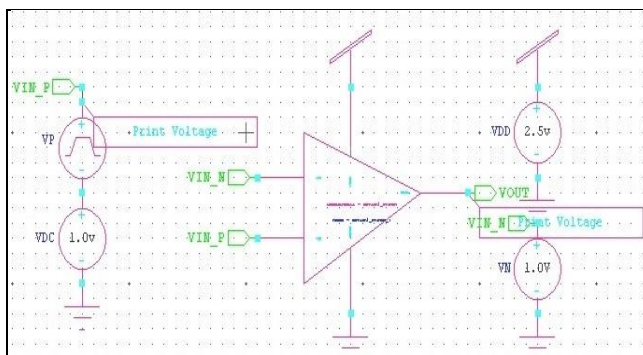 VIN_P
VP
Print Voltage
VDC
1.0v
VIN_N
VIN_P
VOUT
VDD
2.5v
VIN_N
Print Voltage
VN
1.0V